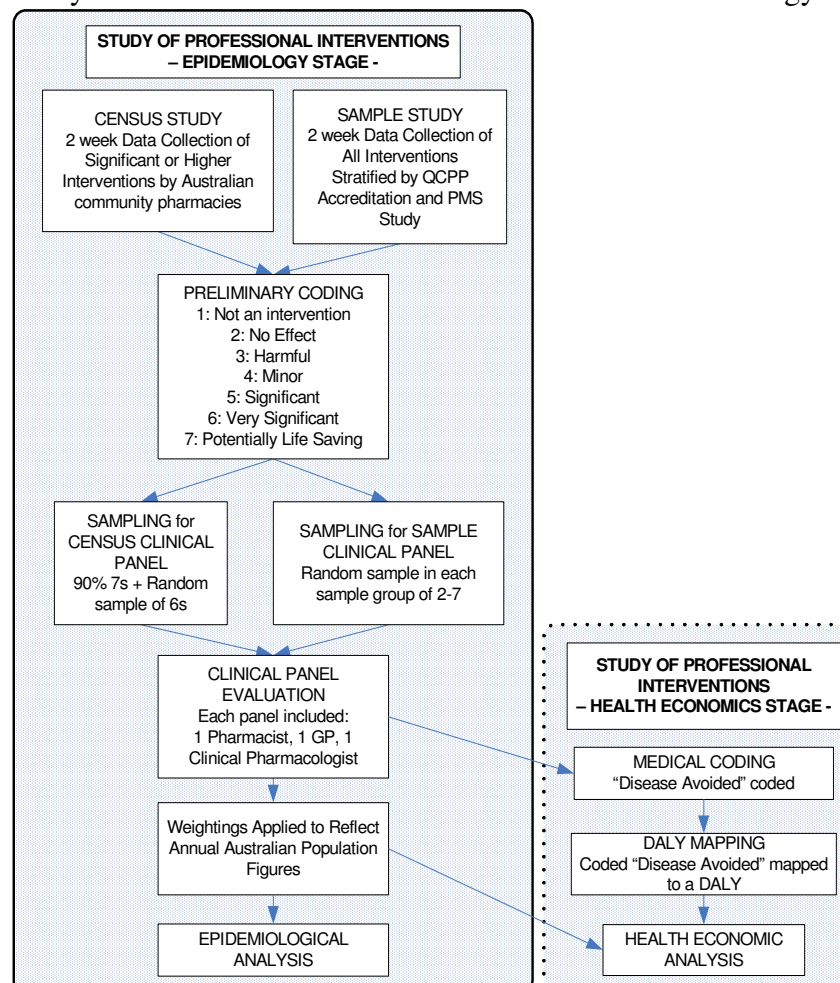 STUDY OF PROFESSIONAL INTERVENTIONS
– EPIDEMIOLOGY STAGE -
CENSUS STUDY
2 week Data Collection of
Significant or Higher
Interventions by Australian
community pharmacies
SAMPLE STUDY
2 week Data Collection of
All Interventions
Stratified by QCPP
Accreditation and PMS
Study
PRELIMINARY CODING
1: Not an intervention
2: No Effect
3: Harmful
4: Minor
5: Significant
6: Very Significant
7: Potentially Life Saving
SAMPLING for
CENSUS CLINICAL
PANEL
90% 7s + Random
sample of 6s
SAMPLING for SAMPLE
CLINICAL PANEL
Random sample in each
sample group of 2-7
CLINICAL PANEL
EVALUATION
Each panel included:
1 Pharmacist, 1 GP, 1
Clinical Pharmacologist
Weightings Applied to Reflect
Annual Australian Population
Figures
EPIDEMIOLOGICAL
ANALYSIS
STUDY OF PROFESSIONAL
INTERVENTIONS
– HEALTH ECONOMICS STAGE -
MEDICAL CODING
“Disease Avoided” coded
DALY MAPPING
Coded “Disease Avoided” mapped
to a DALY
HEALTH ECONOMIC
ANALYSIS